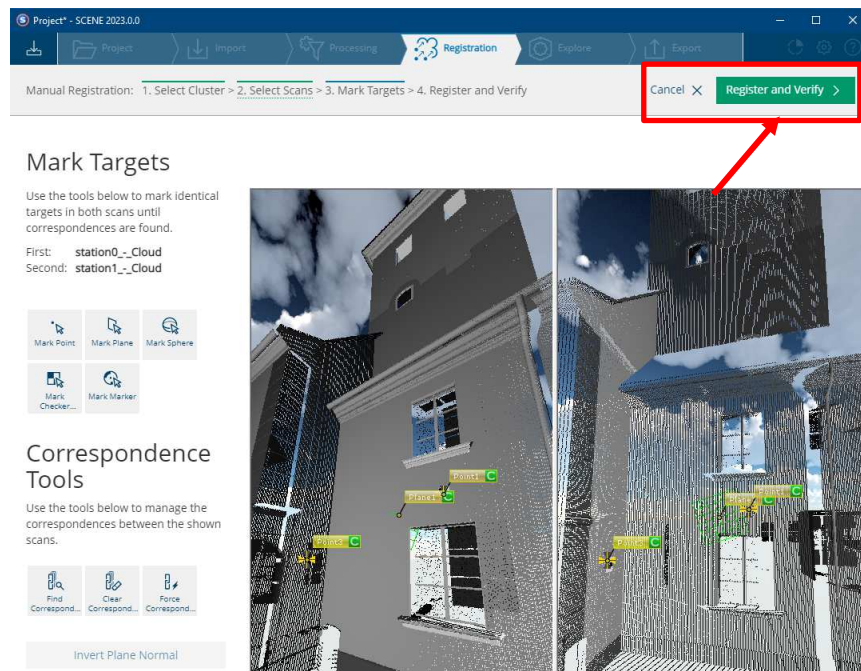 Project* - SCENE 2023.0.0
Project
Import
Processing
Registration
Explore
Export
Manual Registration: 1. Select Cluster > 2. Select Scans > 3. Mark Targets > 4. Register and Verify
Cancel
Register and Verify
Mark Targets
Use the tools below to mark identical
targets in both scans until
correspondences are found.
First: station0_-_Cloud
Second: station1_-_Cloud
Mark Point Mark Plane Mark Sphere
Mark
Checker... Mark Marker
Correspondence
Tools
Use the tools below to manage the
correspondences between the shown
scans.
Find
Correspond...
Clear
Correspond...
Force
Correspond...
Invert Plane Normal
Point1 C
Plane1 C